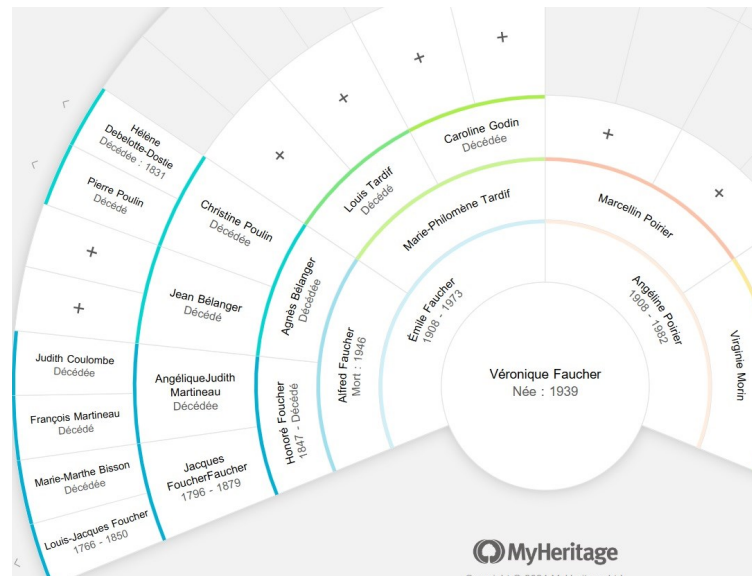 Hélène
Debelotte-Dostie
Décédée : 1831
Pierre Poulin
Décédé
Christine Poulin
Décédée
Jean Bélanger
Décédé
Louis Tardif
Décédé
Caroline Godin
Décédée
Agnès Bélanger
Décédée
Marie-Philomène Tardif
Marcellin Poirier
Judith Coulombe
Décédée
François Martineau
Décédé
AngéliqueJudith
Martineau
Décédée
Marie-Marthe Bisson
Décédée
Louis-Jacques Foucher
1766 - 1850
Jacques
FoucherFaucher
1796 - 1879
Honoré Foucher
1847 - Décédé
Alfred Faucher
Mort : 1946
Émile Faucher
1908 - 1973
Véronique Faucher
Née : 1939
Angéline Poirier
1908 - 1982
Virginie Morin
MyHeritage